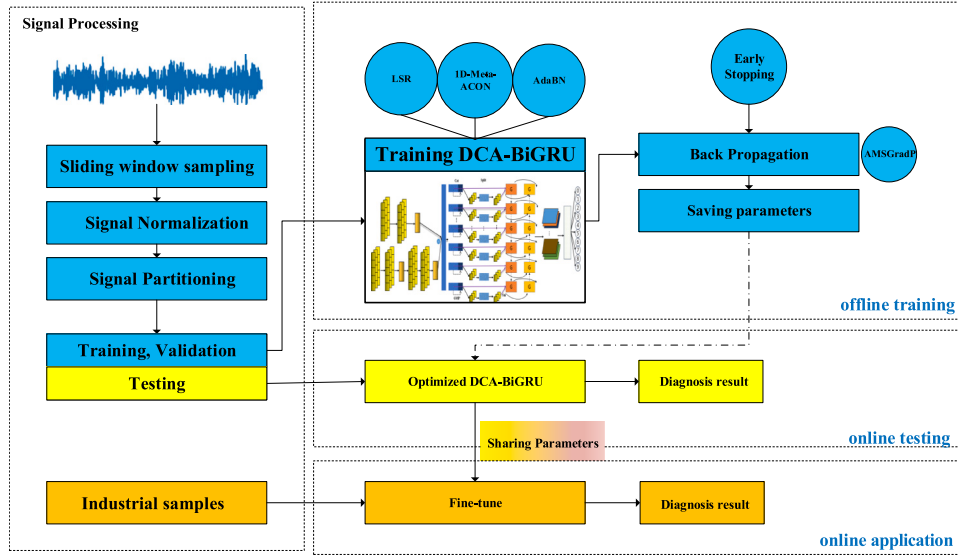 Signal Processing
Sliding window sampling
Signal Normalization
Signal Partitioning
Training, Validation
Testing
Industrial samples
LSR
1D-Meta-
ACON
AdaBN
Training DCA-BiGRU
Early
Stopping
Back Propagation
AMSGradP
Saving parameters
offline training
Optimized DCA-BiGRU
Diagnosis result
online testing
Sharing Parameters
Fine-tune
Diagnosis result
online application